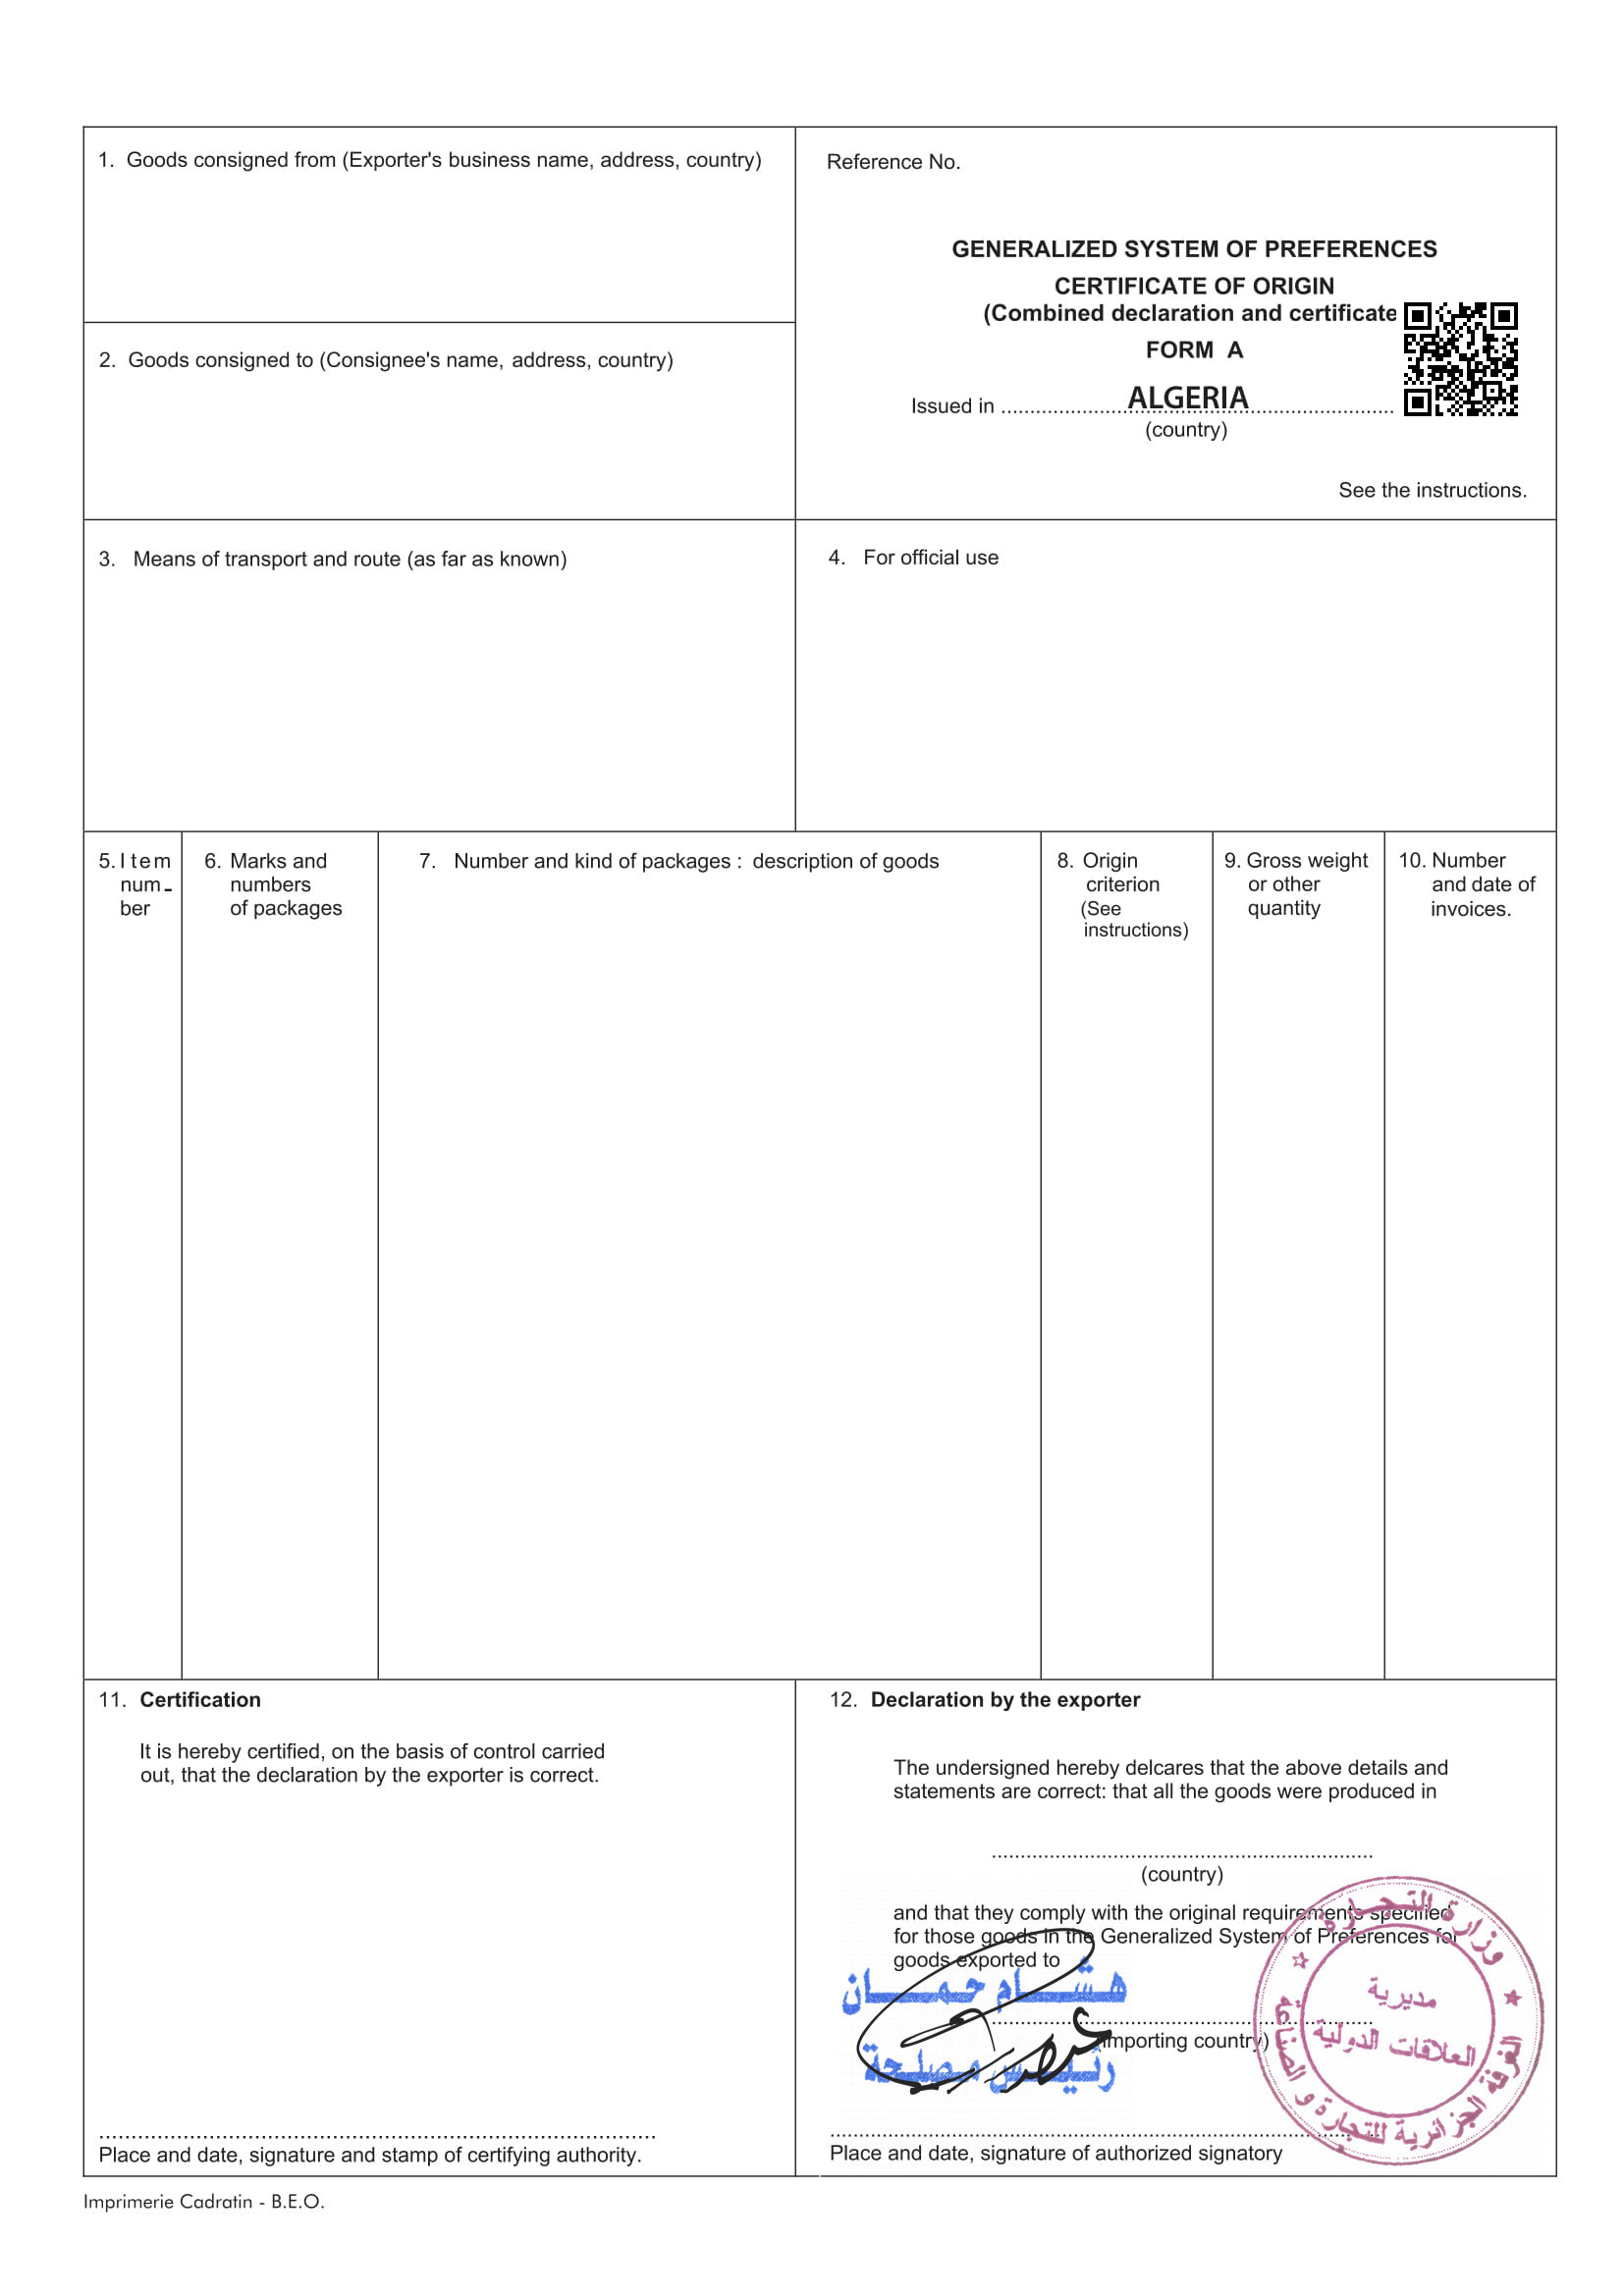 1. Goods consigned from (Exporter's business name, address, country)
Reference No.
GENERALIZED SYSTEM OF PREFERENCES
CERTIFICATE OF ORIGIN
(Combined declaration and certificate
FORM A
Issued in .................... ALGERIA ....................
(country)
See the instructions.
2. Goods consigned to (Consignee's name, address, country)
3. Means of transport and route (as far as known)
4. For official use
5. Item
num-
ber
6. Marks and
numbers
of packages
7. Number and kind of packages : description of goods
8. Origin
criterion
(See
instructions)
9. Gross weight
or other
quantity
10. Number
and date of
invoices.
11. Certification
It is hereby certified, on the basis of control carried
out, that the declaration by the exporter is correct.
Place and date, signature and stamp of certifying authority.
12. Declaration by the exporter
The undersigned hereby delcares that the above details and
statements are correct: that all the goods were produced in
(country)
and that they comply with the original requirements specified
for those goods in the Generalized System of Preferences for
goods exported to
هشام حمان
importing country)
رئيس مصلحة
Place and date, signature of authorized signatory
وزارة التجارة
مديرية
العلاقات الدولية
الغرفة الجزائرية للتجارة و الصناعة
Imprimerie Cadratin - B.E.O.